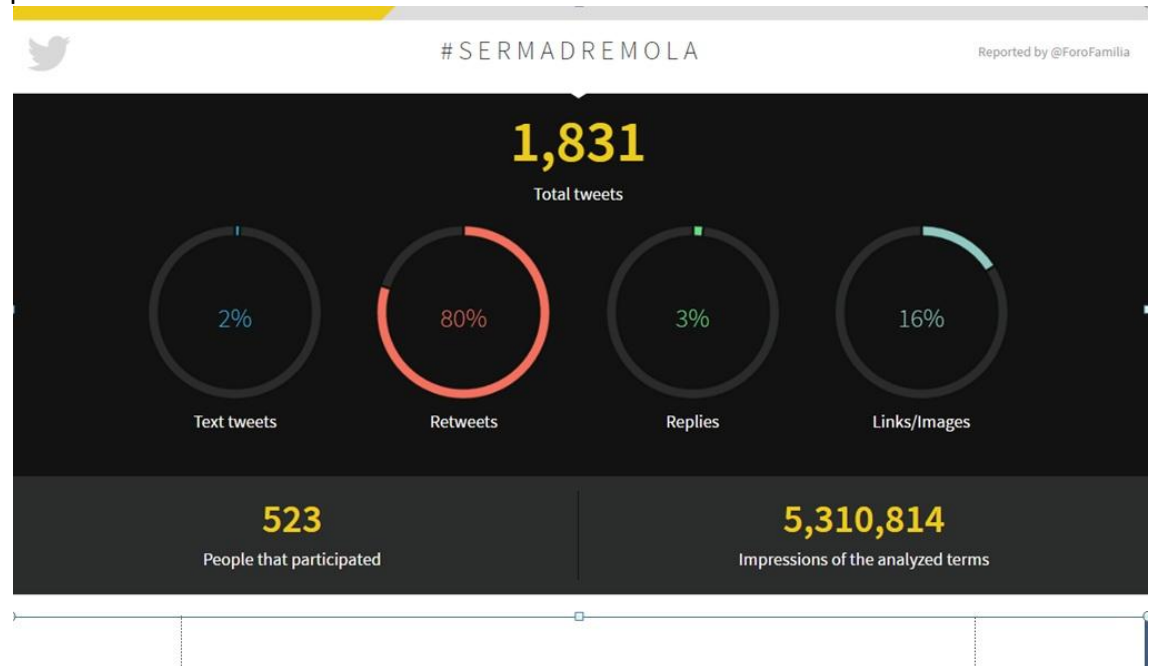 #SERMADREMOLA
Reported by @ForoFamilia
1,831
Total tweets
2%
80%
3%
16%
Text tweets
Retweets
Replies
Links/Images
523
5,310,814
People that participated
Impressions of the analyzed terms